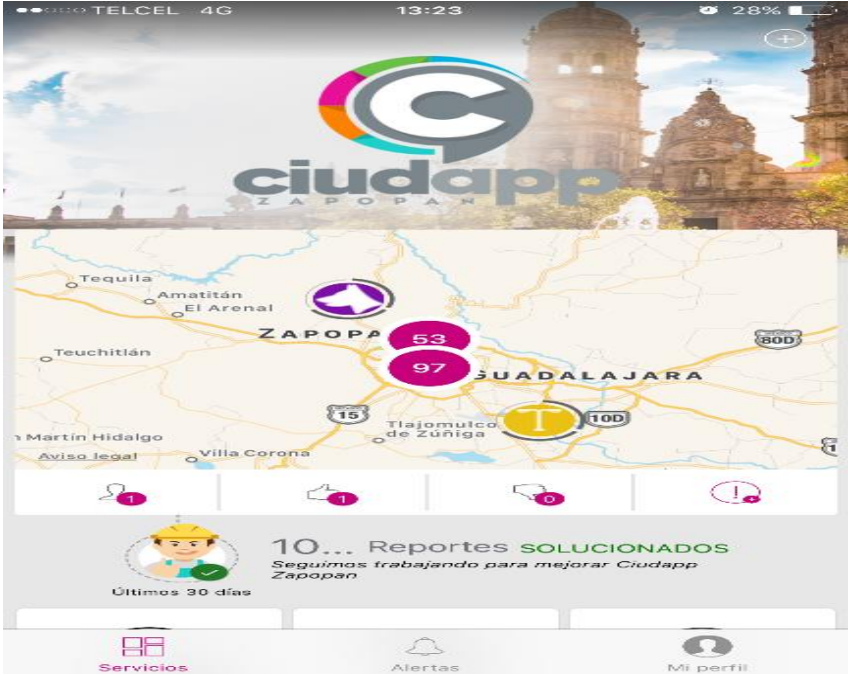 TELCEL 4G 13:23 28%
C
ciudapp
ZAPOPAN
Tequila
Amatitán
El Arenal
ZAPOPA
53
80D
Teuchitlán
97
GUADALAJARA
15
Tlajomulco
de Zúñiga
T
10D
n Martín Hidalgo
Aviso legal
Villa Corona
1
1
0
10... Reportes SOLUCIONADOS
Seguimos trabajando para mejorar Ciudapp
Zapopan
Últimos 30 días
Servicios
Alertas
Mi perfil